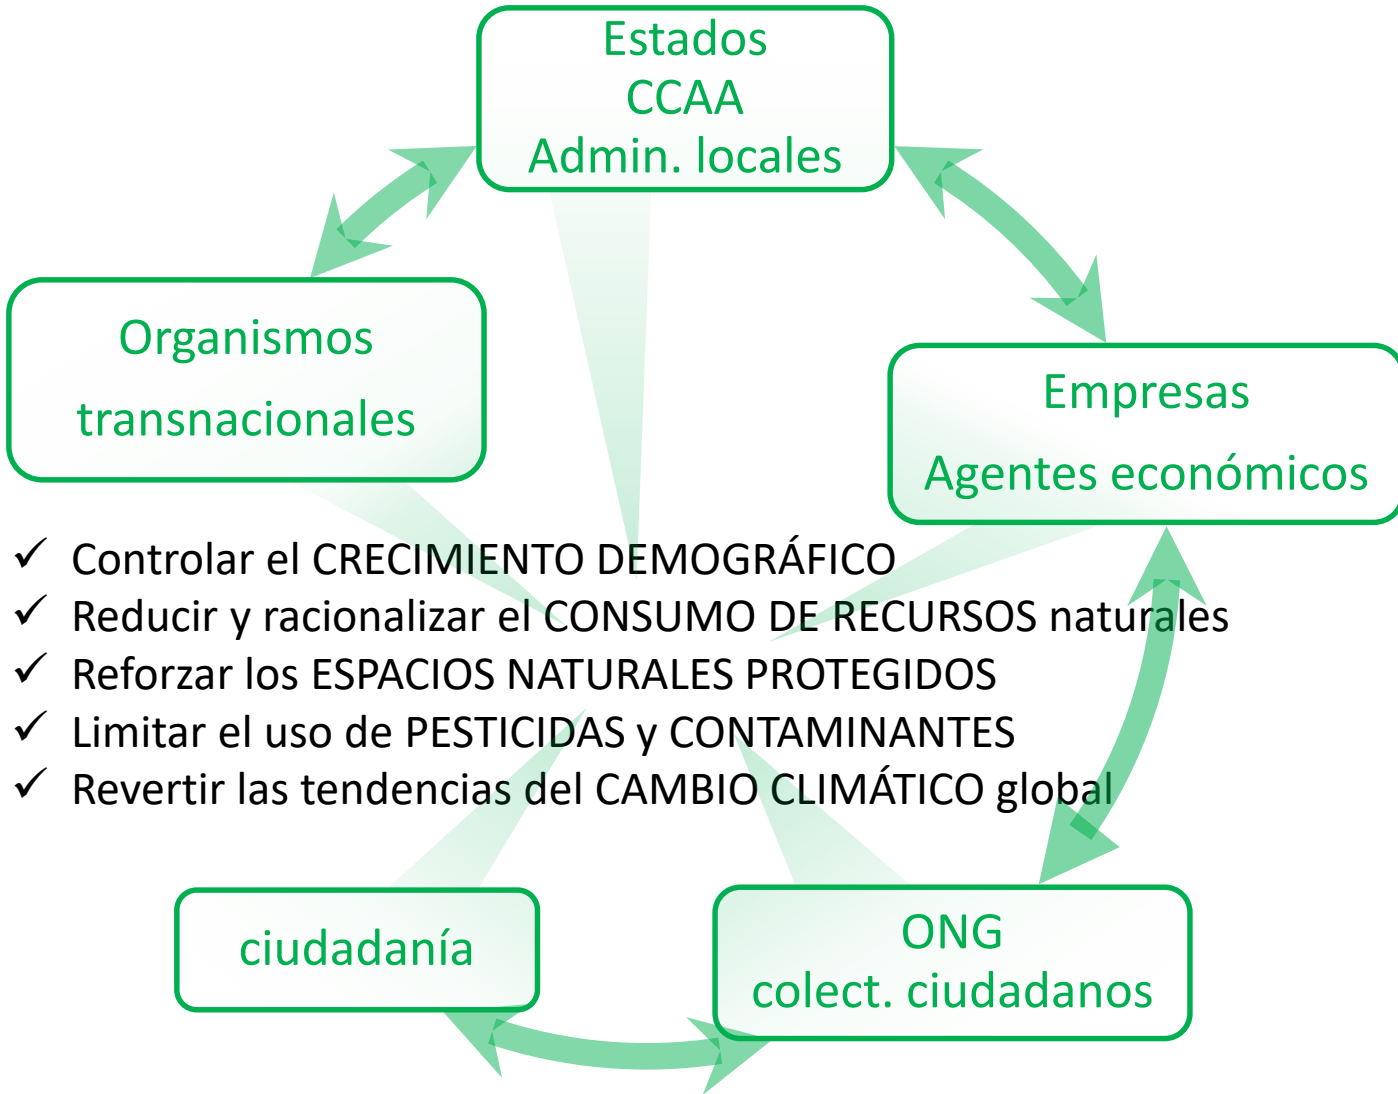 Estados
CCAA
Admin. locales
Organismos
transnacionales
Empresas
Agentes económicos
✓ Controlar el CRECIMIENTO DEMOGRÁFICO
✓ Reducir y racionalizar el CONSUMO DE RECURSOS naturales
✓ Reforzar los ESPACIOS NATURALES PROTEGIDOS
✓ Limitar el uso de PESTICIDAS y CONTAMINANTES
✓ Revertir las tendencias del CAMBIO CLIMÁTICO global
ciudadanía
ONG
colect. ciudadanos